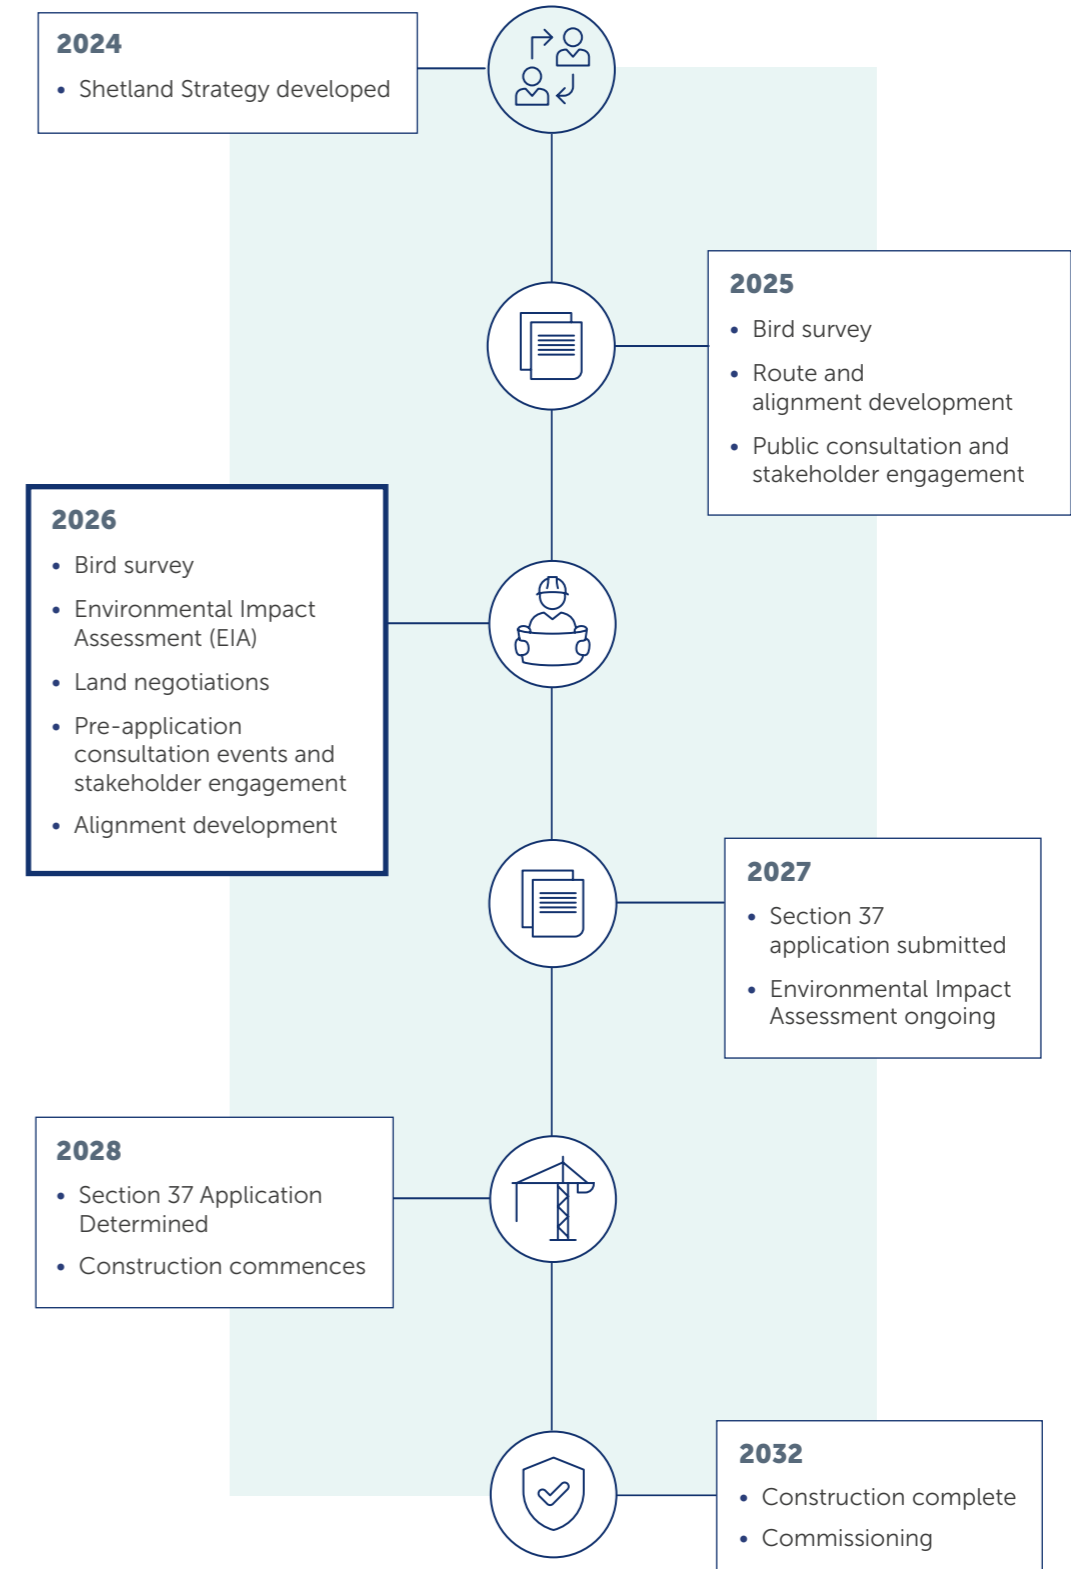 2024
• Shetland Strategy developed
2025
• Bird survey
• Route and
alignment development
• Public consultation and
stakeholder engagement
2026
• Bird survey
• Environmental Impact
Assessment (EIA)
• Land negotiations
• Pre-application
consultation events and
stakeholder engagement
• Alignment development
2027
• Section 37
application submitted
• Environmental Impact
Assessment ongoing
2028
• Section 37 Application
Determined
• Construction commences
2032
• Construction complete
• Commissioning